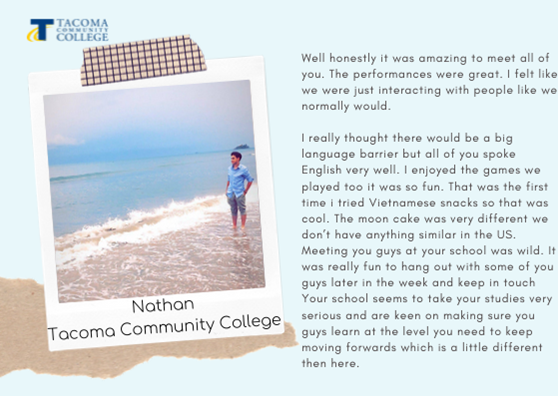 TACOMA
COMMUNITY
COLLEGE
Well honestly it was amazing to meet all of
you. The performances were great. I felt like
we were just interacting with people like we
normally would.
I really thought there would be a big
language barrier but all of you spoke
English very well. I enjoyed the games we
played too it was so fun. That was the first
time i tried Vietnamese snacks so that was
cool. The moon cake was very different we
don't have anything similar in the US.
Meeting you guys at your school was wild. It
was really fun to hang out with some of you
guys later in the week and keep in touch
Your school seems to take your studies very
serious and are keen on making sure you
guys learn at the level you need to keep
moving forwards which is a little different
then here.
Nathan
Tacoma Community College